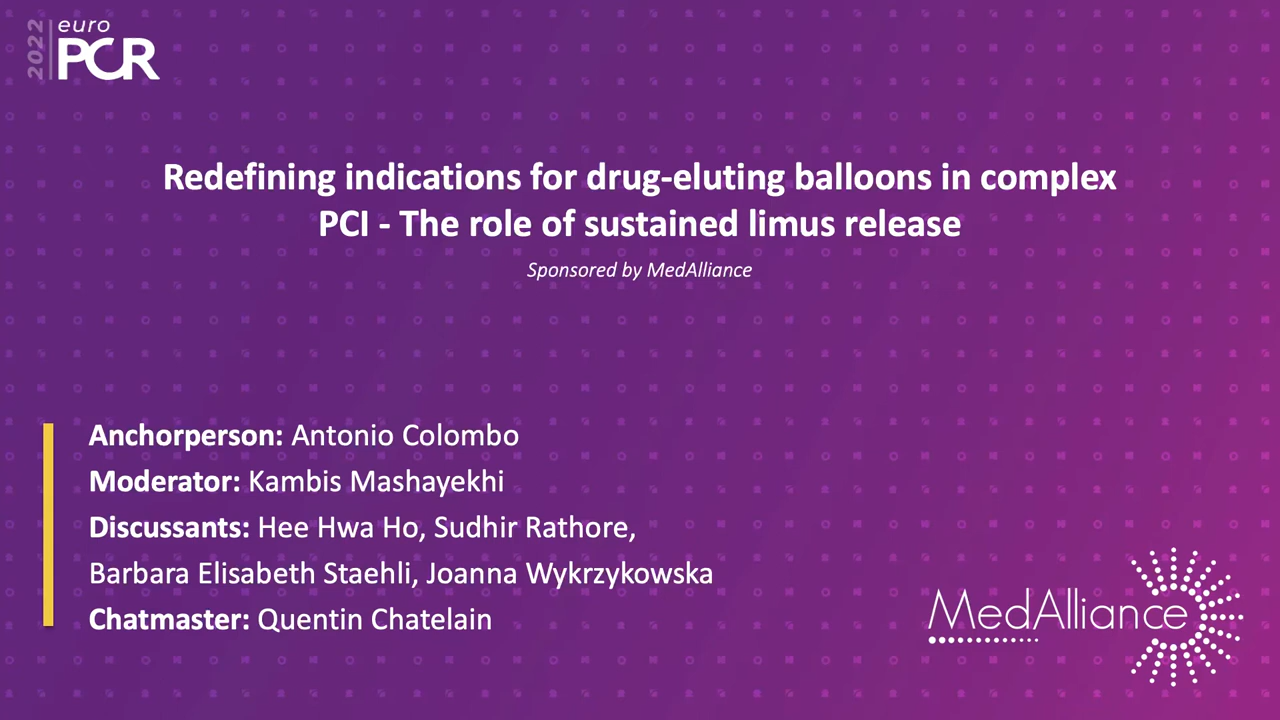 2022
euro
PCR
Redefining indications for drug-eluting balloons in complex
PCI - The role of sustained limus release
Sponsored by MedAlliance
Anchorperson: Antonio Colombo
Moderator: Kambis Mashayekhi
Discussants: Hee Hwa Ho, Sudhir Rathore,
Barbara Elisabeth Staehli, Joanna Wykrzykowska
Chatmaster: Quentin Chatelain
MedAlliance